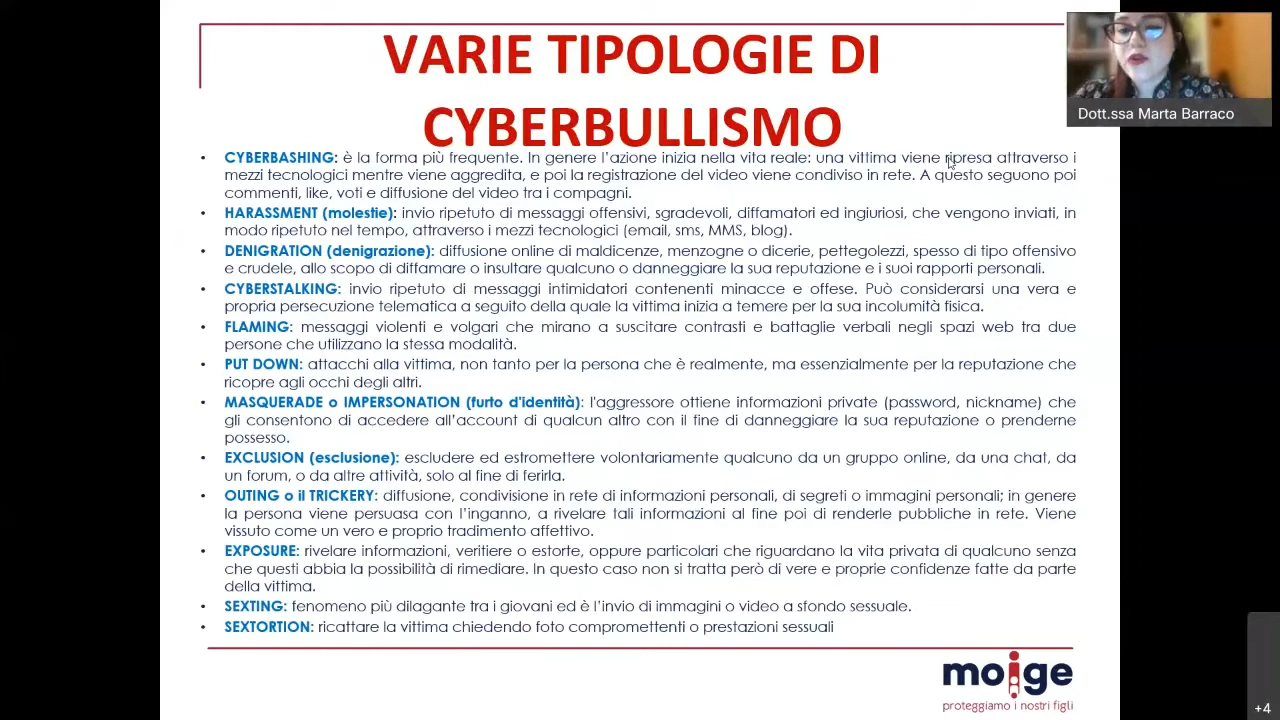 VARIE TIPOLOGIE DI
CYBERBULLISMO
Dott.ssa Marta Barraco
• CYBERBASHING: è la forma più frequente. In genere l'azione inizia nella vita reale: una vittima viene ripresa attraverso i
mezzi tecnologici mentre viene aggredita, e poi la registrazione del video viene condiviso in rete. A questo seguono poi
commenti, like, voti e diffusione del video tra i compagni.
• HARASSMENT (molestie): invio ripetuto di messaggi offensivi, sgradevoli, diffamatori ed ingiuriosi, che vengono inviati, in
modo ripetuto nel tempo, attraverso i mezzi tecnologici (email, sms, MMS, blog).
• DENIGRATION (denigrazione): diffusione online di maldicenze, menzogne o dicerie, pettegolezzi, spesso di tipo offensivo
e crudele, allo scopo di diffamare o insultare qualcuno o danneggiare la sua reputazione e i suoi rapporti personali.
• CYBERSTALKING: invio ripetuto di messaggi intimidatori contenenti minacce e offese. Può considerarsi una vera e
propria persecuzione telematica a seguito della quale la vittima inizia a temere per la sua incolumità fisica.
• FLAMING: messaggi violenti e volgari che mirano a suscitare contrasti e battaglie verbali negli spazi web tra due
persone che utilizzano la stessa modalità.
• PUT DOWN: attacchi alla vittima, non tanto per la persona che è realmente, ma essenzialmente per la reputazione che
ricopre agli occhi degli altri.
• MASQUERADE o IMPERSONATION (furto d'identità): l'aggressore ottiene informazioni private (password, nickname) che
gli consentono di accedere all'account di qualcun altro con il fine di danneggiare la sua reputazione o prenderne
possesso.
• EXCLUSION (esclusione): escludere ed estromettere volontariamente qualcuno da un gruppo online, da una chat, da
un forum, o da altre attività, solo al fine di ferirla.
• OUTING o il TRICKERY: diffusione, condivisione in rete di informazioni personali, di segreti o immagini personali; in genere
la persona viene persuasa con l'inganno, a rivelare tali informazioni al fine poi di renderle pubbliche in rete. Viene
vissuto come un vero e proprio tradimento affettivo.
• EXPOSURE: rivelare informazioni, veritiere o estorte, oppure particolari che riguardano la vita privata di qualcuno senza
che questi abbia la possibilità di rimediare. In questo caso non si tratta però di vere e proprie confidenze fatte da parte
della vittima.
• SEXTING: fenomeno più dilagante tra i giovani ed è l'invio di immagini o video a sfondo sessuale.
• SEXTORTION: ricattare la vittima chiedendo foto compromettenti o prestazioni sessuali
moige
proteggiamo i nostri figli
+4